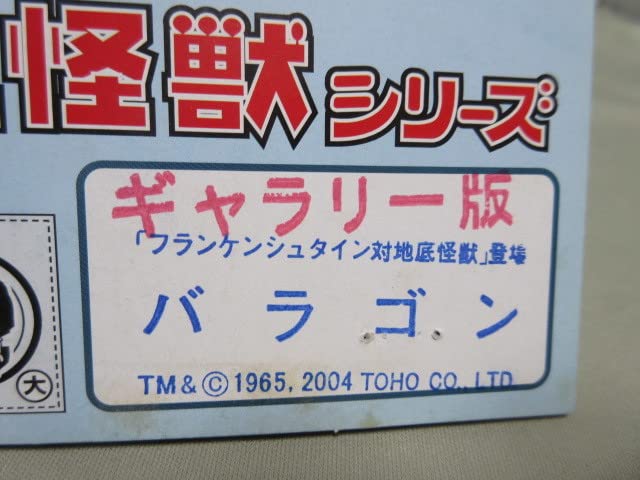 怪獣シリーズ
ギャラリー版
「フランケンシュタイン対地底怪獣」登場
バラゴン
TM & © 1965, 2004 TOHO CO., LTD
大